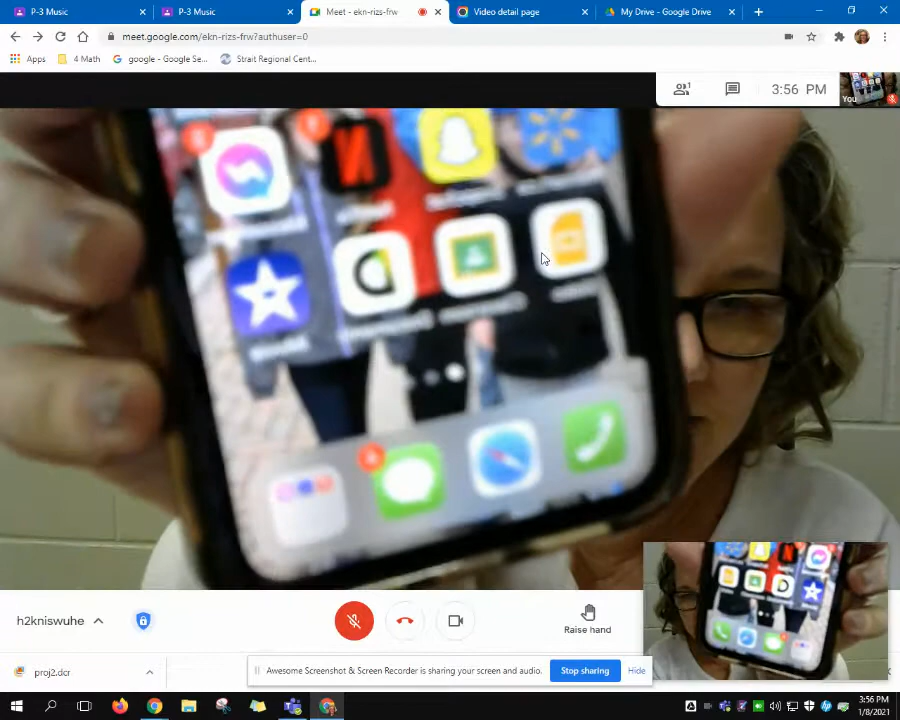 P-3 Music
P-3 Music
Meet - ekn-rizs-frw
Video detail page
My Drive - Google Drive
meet.google.com/ekn-rizs-frw?authuser=0
Apps
4 Math
google - Google Se...
Strait Regional Cent...
3:56 PM
You
h2kniswuhe
Raise hand
proj2.dcr
Awesome Screenshot & Screen Recorder is sharing your screen and audio.
Stop sharing
Hide
3:56 PM
1/8/2021